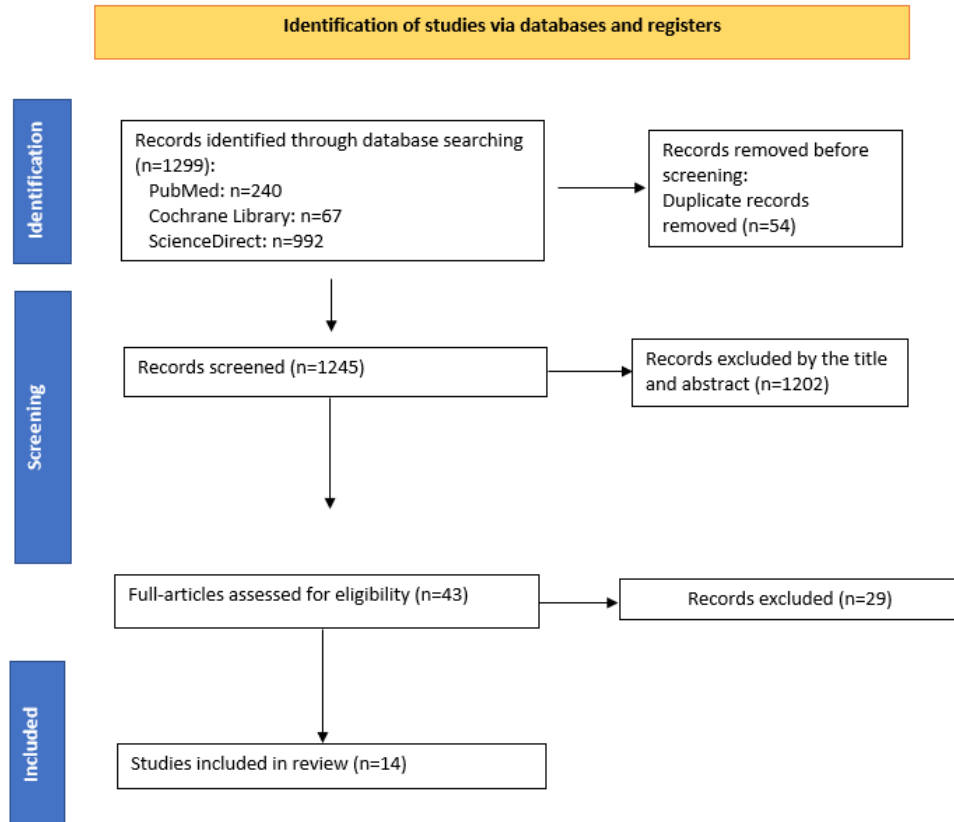 Identification of studies via databases and registers
Identification
Records identified through database searching
(n=1299):
PubMed: n=240
Cochrane Library: n=67
ScienceDirect: n=992
Records removed before
screening:
Duplicate records
removed (n=54)
Screening
Records screened (n=1245)
Records excluded by the title
and abstract (n=1202)
Full-articles assessed for eligibility (n=43)
Records excluded (n=29)
Included
Studies included in review (n=14)